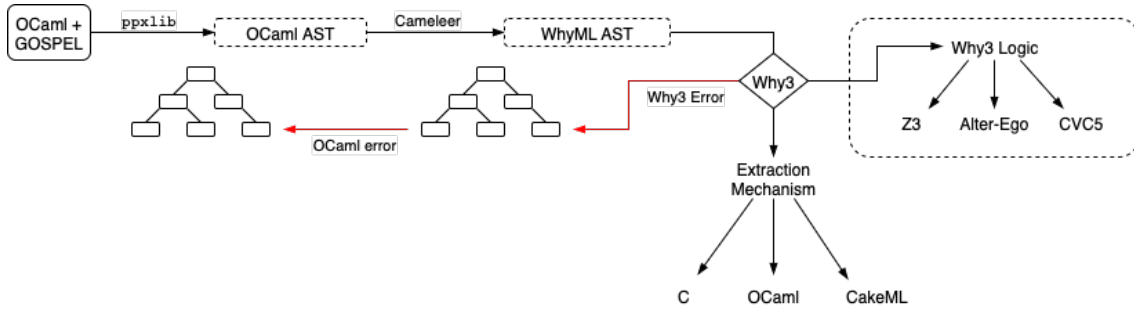 OCaml +
GOSPEL
ppxlib
OCaml AST
Cameleer
WhyML AST
Why3 Logic
Why3
Why3 Error
OCaml error
Z3
Alter-Ego
CVC5
Extraction
Mechanism
C
OCaml
CakeML